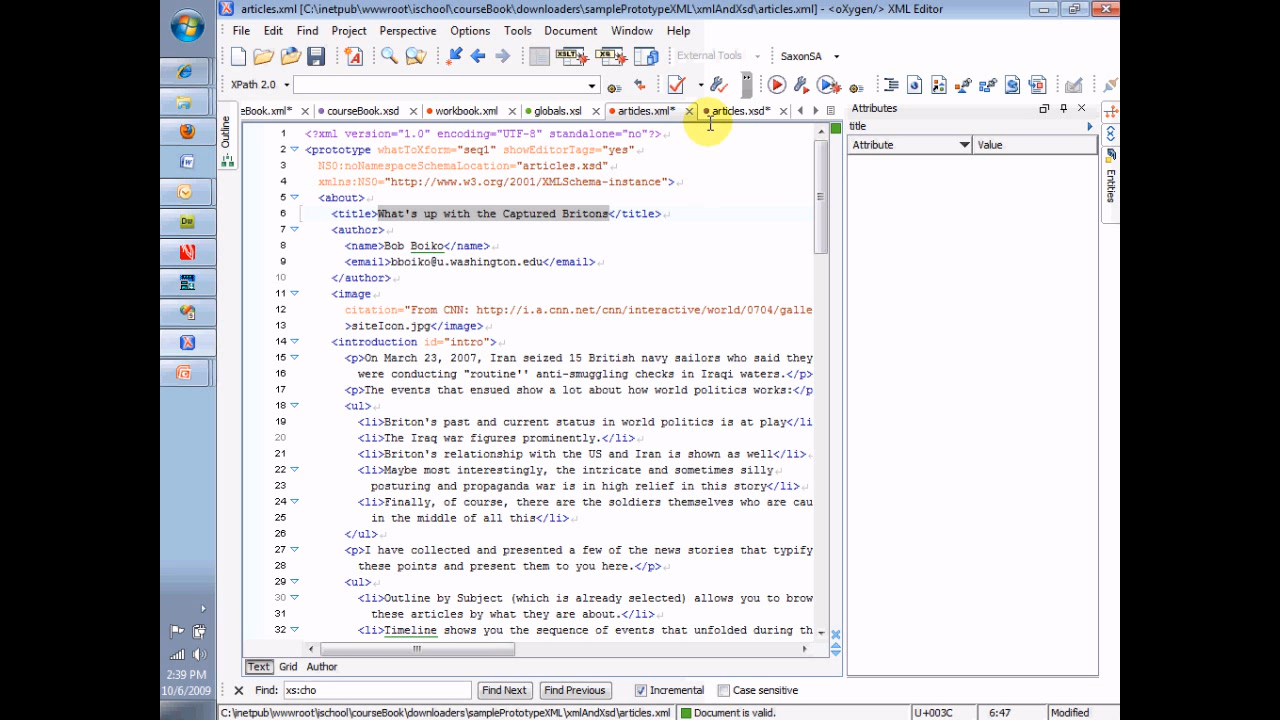 articles.xml* [C:\inetpub\wwwroot\ischool\courseBook\downloaders\samplePrototypeXML\xmlAndXsd\articles.xml] - <oXygen/> XML Editor
File Edit Find Project Perspective Options Tools Document Window Help
External Tools SaxonSA
XPath 2.0
eBook.xml* courseBook.xsd workbook.xml globals.xsl articles.xml* articles.xsd*
Outline
1 <?xml version="1.0" encoding="UTF-8" standalone="no"?>
2 <prototype whatToXform="seq1" showEditorTags="yes"
3 NS0:noNamespaceSchemaLocation="articles.xsd"
4 xmlns:NS0="http://www.w3.org/2001/XMLSchema-instance">
5 <about>
6 <title>What's up with the Captured Britons</title>
7 <author>
8 <name>Bob Boiko</name>
9 <email>bboiko@u.washington.edu</email>
10 </author>
11 <image
12 citation="From CNN: http://i.a.cnn.net/cnn/interactive/world/0704/galle
13 >siteIcon.jpg</image>
14 <introduction id="intro">
15 <p>On March 23, 2007, Iran seized 15 British navy sailors who said they
16 were conducting "routine'' anti-smuggling checks in Iraqi waters.</p>
17 <p>The events that ensued show a lot about how world politics works:</p
18 <ul>
19 <li>Briton's past and current status in world politics is at play</li
20 <li>The Iraq war figures prominently.</li>
21 <li>Briton's relationship with the US and Iran is shown as well</li>
22 <li>Maybe most interestingly, the intricate and sometimes silly
23 posturing and propaganda war is in high relief in this story</li>
24 <li>Finally, of course, there are the soldiers themselves who are cau
25 in the middle of all this</li>
26 </ul>
27 <p>I have collected and presented a few of the news stories that typify
28 these points and present them to you here.</p>
29 <ul>
30 <li>Outline by Subject (which is already selected) allows you to brow
31 these articles by what they are about.</li>
32 <li>Timeline shows you the sequence of events that unfolded during th
Text Grid Author
Attributes
title
Attribute Value
Entities
Find: xs:cho Find Next Find Previous Incremental Case sensitive
C:\inetpub\wwwroot\ischool\courseBook\downloaders\samplePrototypeXML\xmlAndXsd\articles.xml Document is valid. U+003C 6:47 Modified
2:39 PM
10/6/2009